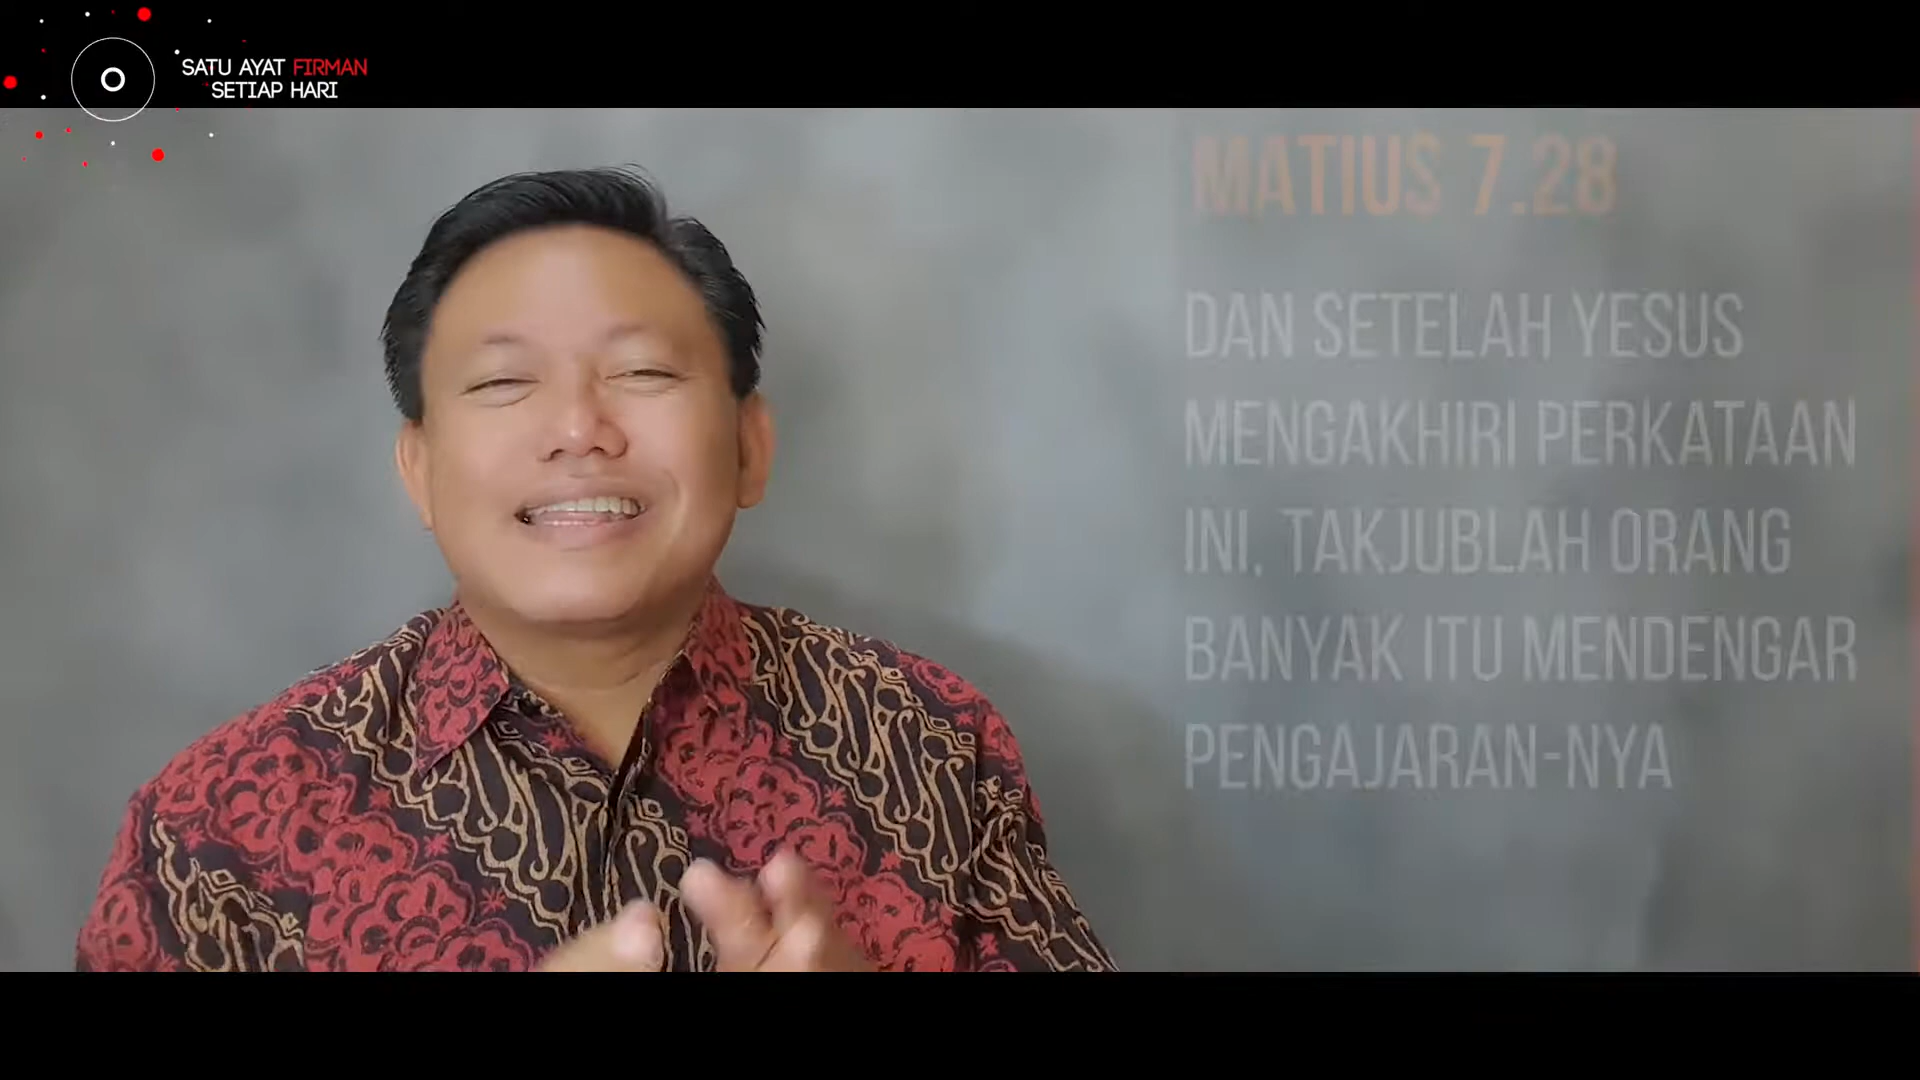 SATU AYAT FIRMAN
SETIAP HARI
MATIUS 7.28
DAN SETELAH YESUS
MENGAKHIRI PERKATAAN
INI, TAKJUBLAH ORANG
BANYAK ITU MENDENGAR
PENGAJARAN-NYA